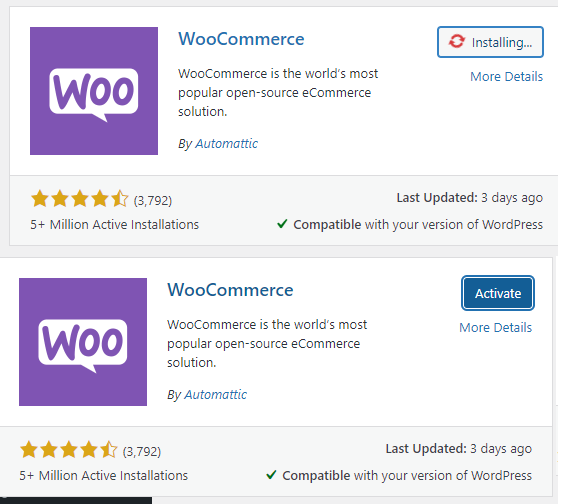 WooCommerce
Installing...
More Details
WOO
WooCommerce is the world's most
popular open-source eCommerce
solution.
By Automattic
(3,792)
Last Updated: 3 days ago
5+ Million Active Installations
Compatible with your version of WordPress
WooCommerce
Activate
More Details
WOO
WooCommerce is the world's most
popular open-source eCommerce
solution.
By Automattic
(3,792)
Last Updated: 3 days ago
5+ Million Active Installations
Compatible with your version of WordPress